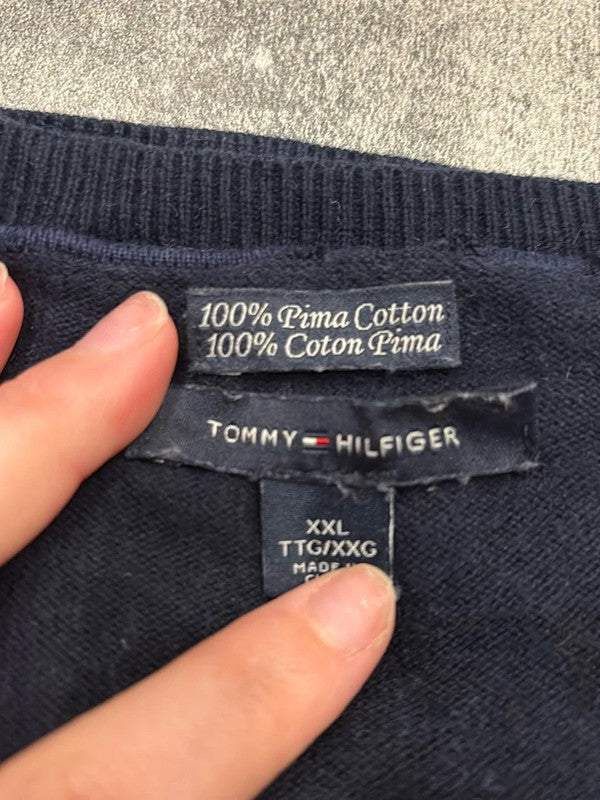 100% Pima Cotton
100% Coton Pima
TOMMY HILFIGER
XXL
TTG/XXG
MADE